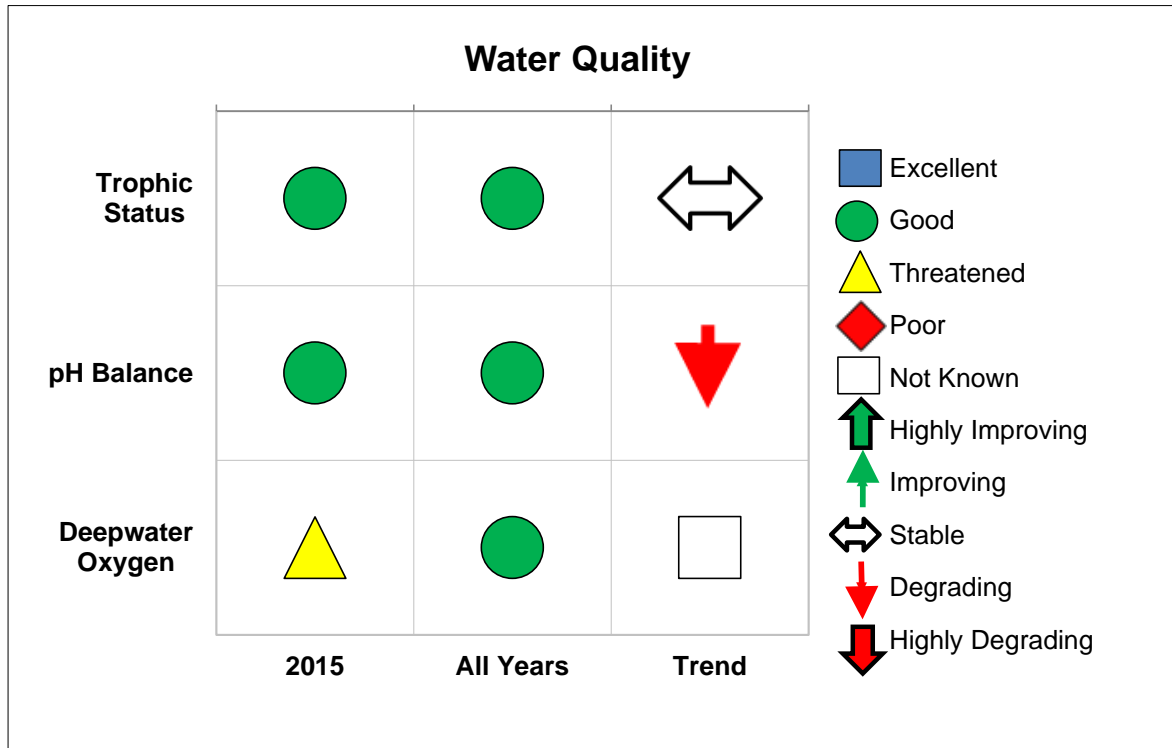 Water Quality
Trophic
Status
pH Balance
Deepwater
Oxygen
2015
All Years
Trend
Excellent
Good
Threatened
Poor
Not Known
Highly Improving
Improving
Stable
Degrading
Highly Degrading